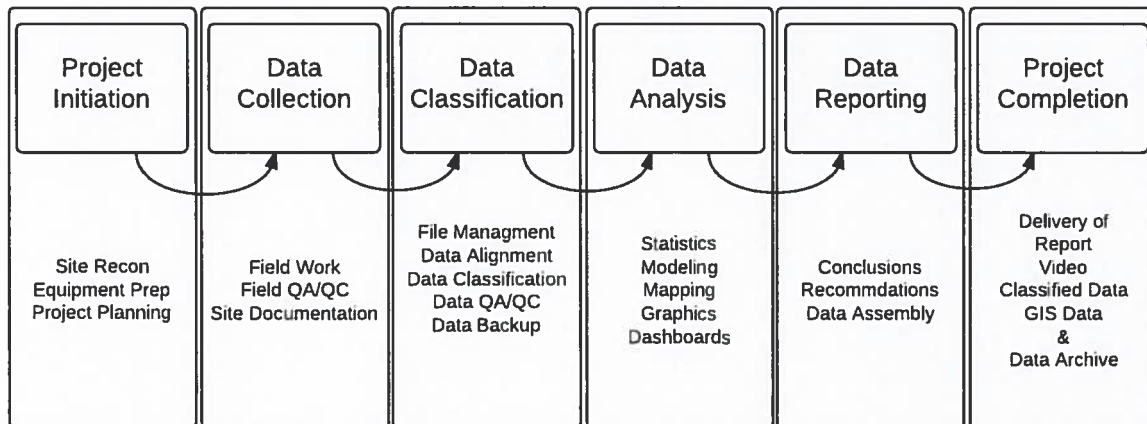 Project
Initiation
Data
Collection
Data
Classification
Data
Analysis
Data
Reporting
Project
Completion
Site Recon
Equipment Prep
Project Planning
Field Work
Field QA/QC
Site Documentation
File Managment
Data Alignment
Data Classification
Data QA/QC
Data Backup
Statistics
Modeling
Mapping
Graphics
Dashboards
Conclusions
Recommdations
Data Assembly
Delivery of
Report
Video
Classified Data
GIS Data
&
Data Archive